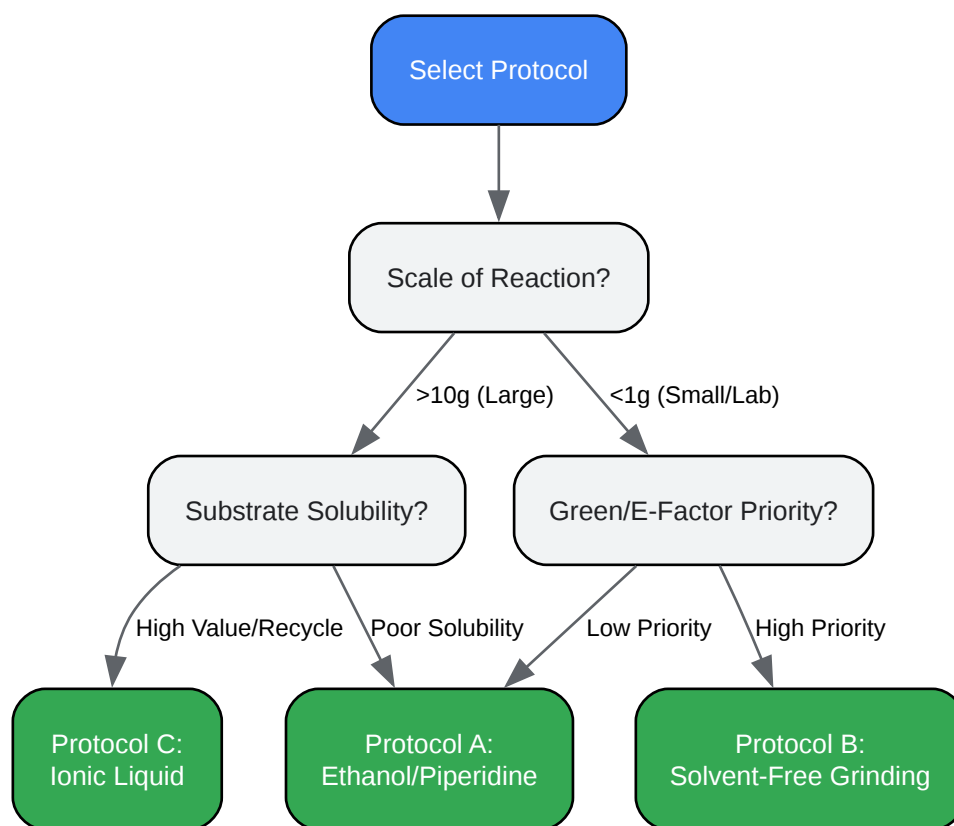 Select Protocol
Scale of Reaction?
>10g (Large)
<1g (Small/Lab)
Substrate Solubility?
Green/E-Factor Priority?
High Value/Recycle
Poor Solubility
Low Priority
High Priority
Protocol C:
Ionic Liquid
Protocol A:
Ethanol/Piperidine
Protocol B:
Solvent-Free Grinding